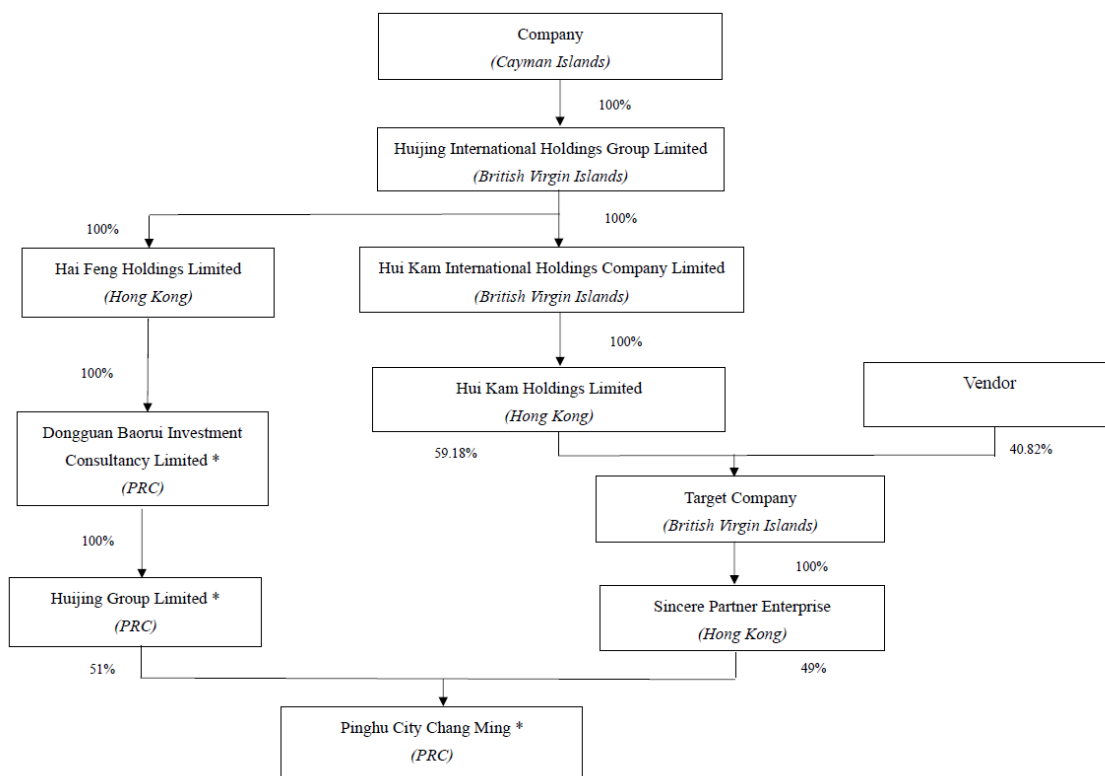 Company
(Cayman Islands)
100%
Huijing International Holdings Group Limited
(British Virgin Islands)
100%
100%
Hai Feng Holdings Limited
(Hong Kong)
Hui Kam International Holdings Company Limited
(British Virgin Islands)
100%
100%
Hui Kam Holdings Limited
(Hong Kong)
Vendor
Dongguan Baorui Investment
Consultancy Limited *
(PRC)
59.18%
40.82%
Target Company
(British Virgin Islands)
100%
100%
Huijing Group Limited *
(PRC)
Sincere Partner Enterprise
(Hong Kong)
51%
49%
Pinghu City Chang Ming *
(PRC)